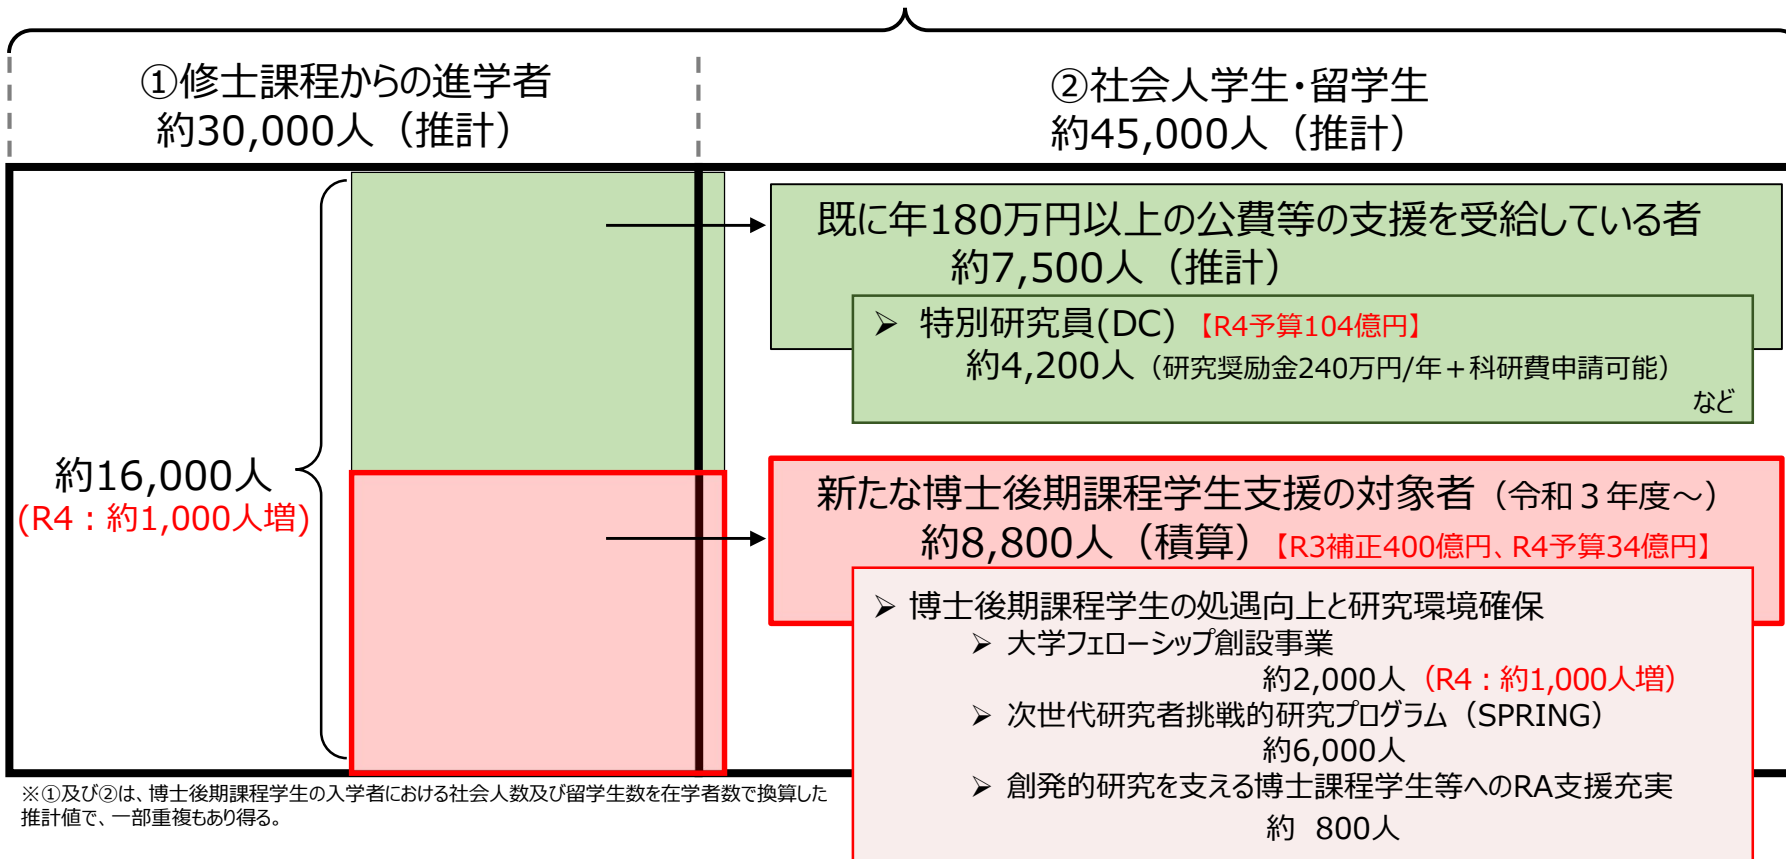 ①修士課程からの進学者
約30,000人（推計）
②社会人学生・留学生
約45,000人（推計）
既に年180万円以上の公費等の支援を受給している者
約7,500人（推計）
➢ 特別研究員(DC) 【R4予算104億円】
約4,200人（研究奨励金240万円/年＋科研費申請可能）
など
約16,000人
(R4：約1,000人増)
新たな博士後期課程学生支援の対象者（令和３年度～）
約8,800人（積算）【R3補正400億円、R4予算34億円】
➢ 博士後期課程学生の処遇向上と研究環境確保
➢ 大学フェローシップ創設事業
約2,000人（R4：約1,000人増）
➢ 次世代研究者挑戦的研究プログラム（SPRING）
約6,000人
➢ 創発的研究を支える博士課程学生等へのRA支援充実
約 800人
※①及び②は、博士後期課程学生の入学者における社会人数及び留学生数を在学者数で換算した
推計値で、一部重複もあり得る。